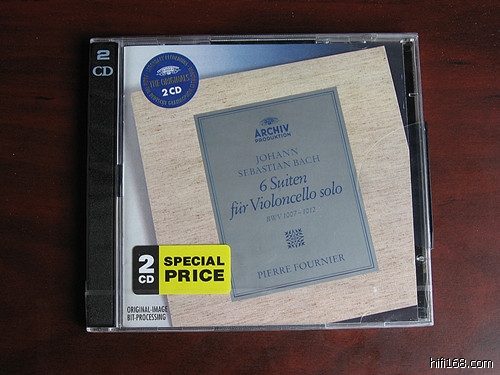 2
CD
THE ORIGINALS
2 CD
ARCHIV
PRODUKTION
JOHANN
SEBASTIAN BACH
6 Suiten
für Violoncello solo
BWV 1007-1012
PIERRE FOURNIER
2
CD
SPECIAL
PRICE
ORIGINAL-IMAGE
BIT-PROCESSING
hifi168.com